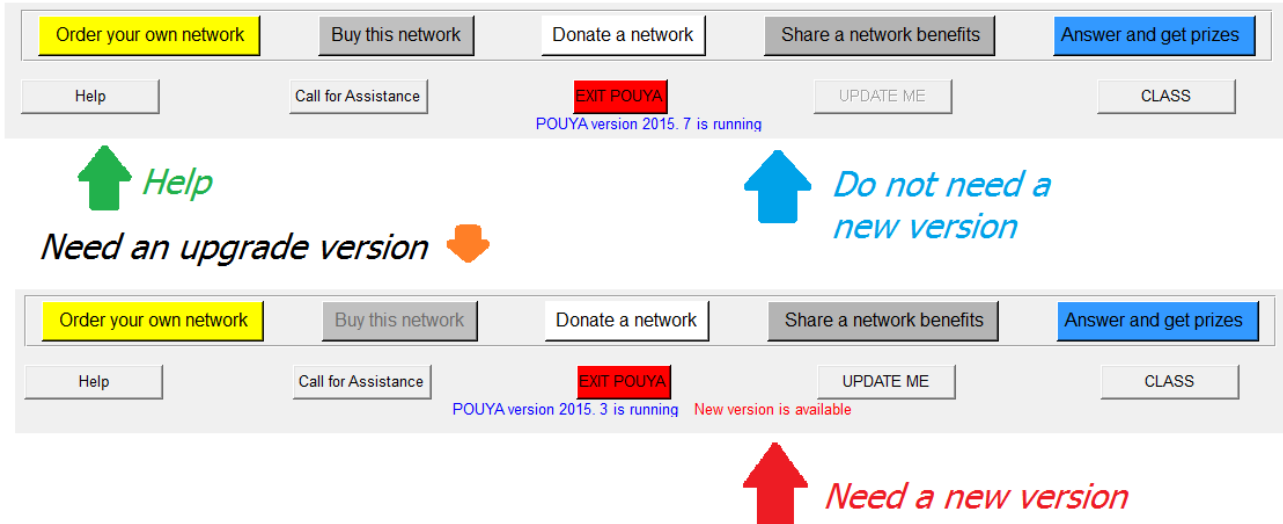 Order your own network Buy this network Donate a network Share a network benefits Answer and get prizes
Help Call for Assistance EXIT POUYA UPDATE ME CLASS
POUYA version 2015. 7 is running
Help
Do not need a
new version
Need an upgrade version
Order your own network Buy this network Donate a network Share a network benefits Answer and get prizes
Help Call for Assistance EXIT POUYA UPDATE ME CLASS
POUYA version 2015. 3 is running New version is available
Need a new version